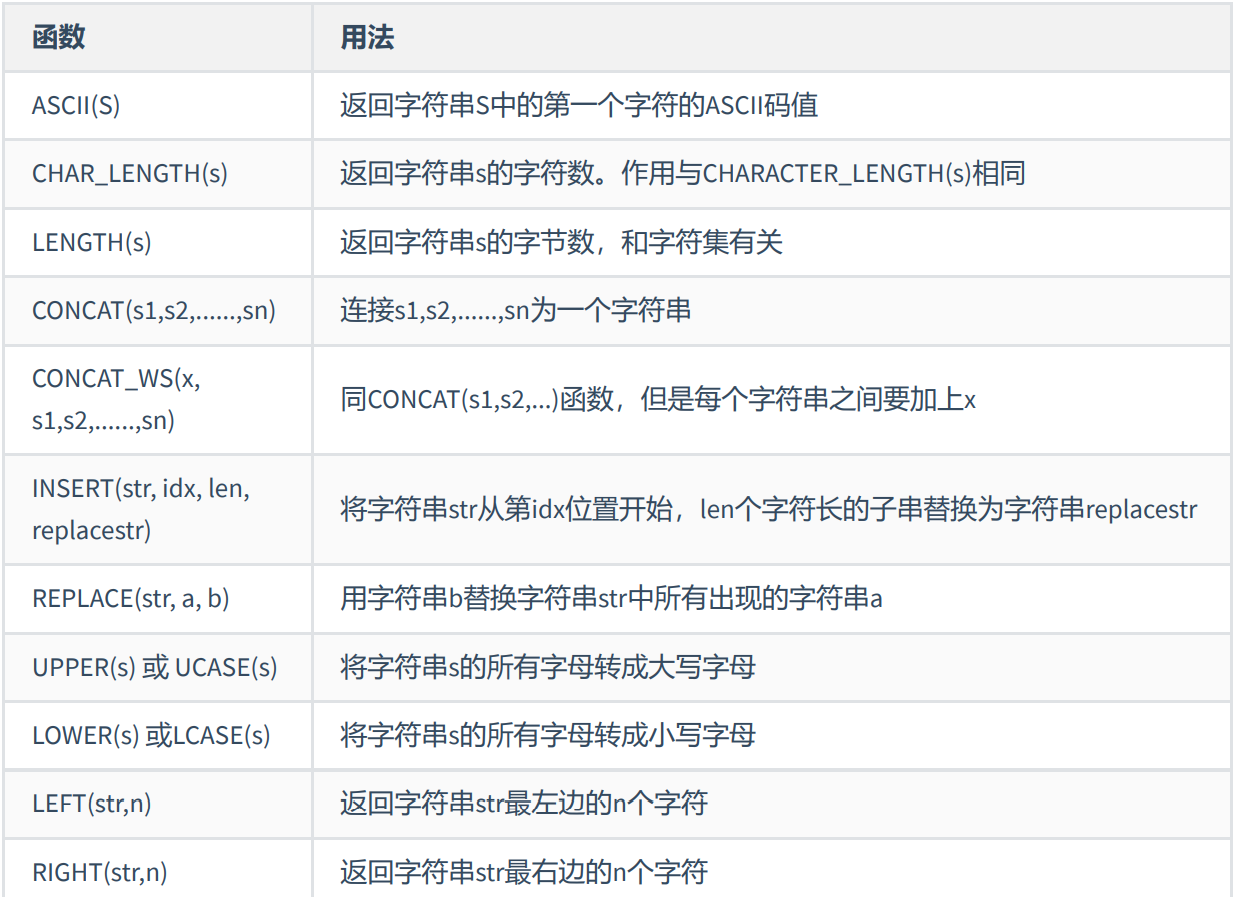 函数
用法
ASCII(S)
返回字符串S中的第一个字符的ASCII码值
CHAR_LENGTH(s)
返回字符串s的字符数。作用与CHARACTER_LENGTH(s)相同
LENGTH(s)
返回字符串s的字节数，和字符集有关
CONCAT(s1,s2,......,sn)
连接s1,s2,......,sn为一个字符串
CONCAT_WS(x,
s1,s2,......,sn)
同CONCAT(s1,s2,...)函数，但是每个字符串之间要加上x
INSERT(str, idx, len,
replacestr)
将字符串str从第idx位置开始，len个字符长的子串替换为字符串replacestr
REPLACE(str, a, b)
用字符串b替换字符串str中所有出现的字符串a
UPPER(s) 或 UCASE(s)
将字符串s的所有字母转成大写字母
LOWER(s) 或LCASE(s)
将字符串s的所有字母转成小写字母
LEFT(str,n)
返回字符串str最左边的n个字符
RIGHT(str,n)
返回字符串str最右边的n个字符